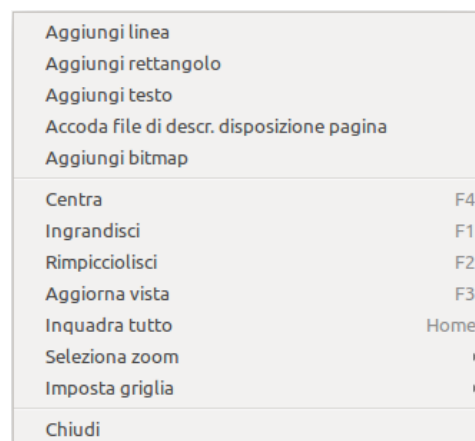 Aggiungi linea
Aggiungi rettangolo
Aggiungi testo
Accoda file di descr. disposizione pagina
Aggiungi bitmap
Centra F4
Ingrandisci F1
Rimpicciolisci F2
Aggiorna vista F3
Inquadra tutto Home
Seleziona zoom
Imposta griglia
Chiudi